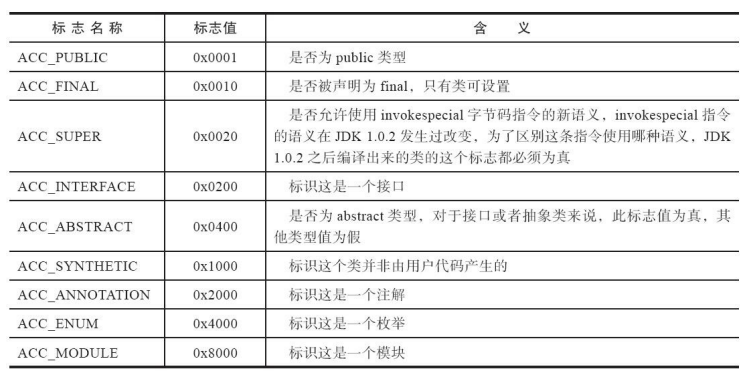 标志名称 标志值 含 义
ACC_PUBLIC 0x0001 是否为 public 类型
ACC_FINAL 0x0010 是否被声明为 final，只有类可设置
是否允许使用 invokespecial 字节码指令的新语义，invokespecial 指令
ACC_SUPER 0x0020 的语义在 JDK 1.0.2 发生过改变，为了区别这条指令使用哪种语义，JDK
1.0.2 之后编译出来的类的这个标志都必须为真
ACC_INTERFACE 0x0200 标识这是一个接口
ACC_ABSTRACT 0x0400 是否为 abstract 类型，对于接口或者抽象类来说，此标志值为真，其
他类型值为假
ACC_SYNTHETIC 0x1000 标识这个类并非由用户代码产生的
ACC_ANNOTATION 0x2000 标识这是一个注解
ACC_ENUM 0x4000 标识这是一个枚举
ACC_MODULE 0x8000 标识这是一个模块